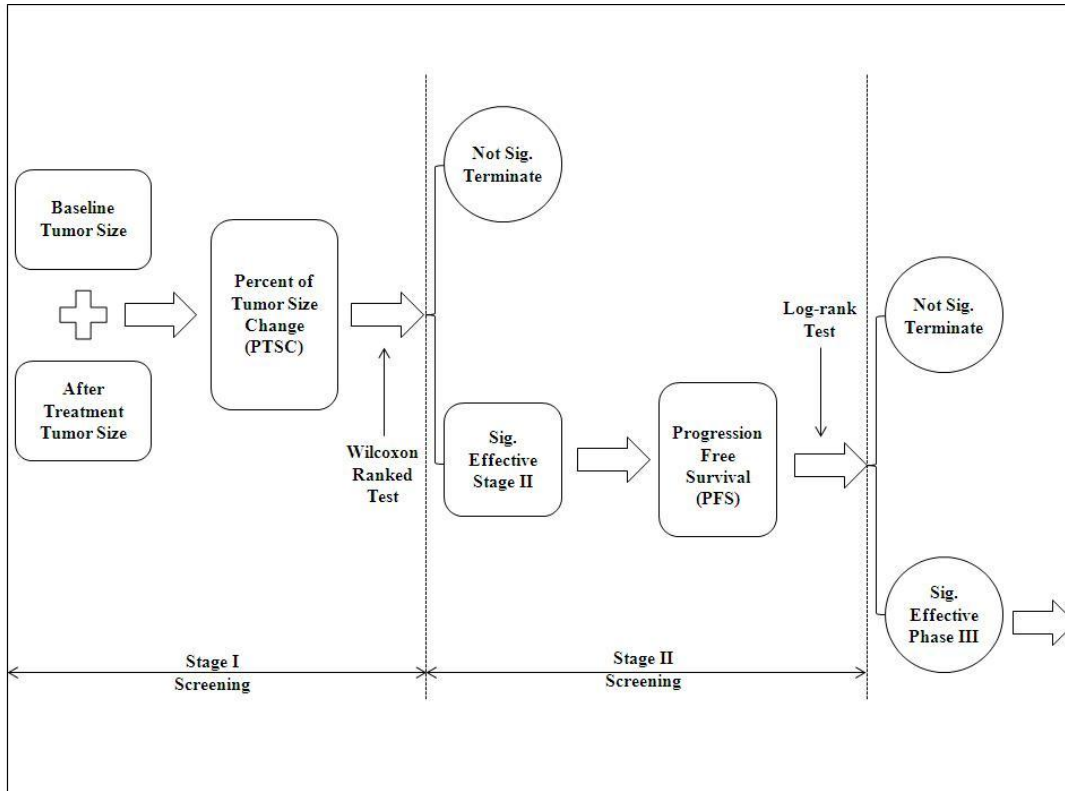 Baseline
Tumor Size
After
Treatment
Tumor Size
Percent of
Tumor Size
Change
(PTSC)
Wilcoxon
Ranked
Test
Not Sig.
Terminate
Sig.
Effective
Stage II
Progression
Free
Survival
(PFS)
Log-rank
Test
Not Sig.
Terminate
Sig.
Effective
Phase III
Stage I
Screening
Stage II
Screening